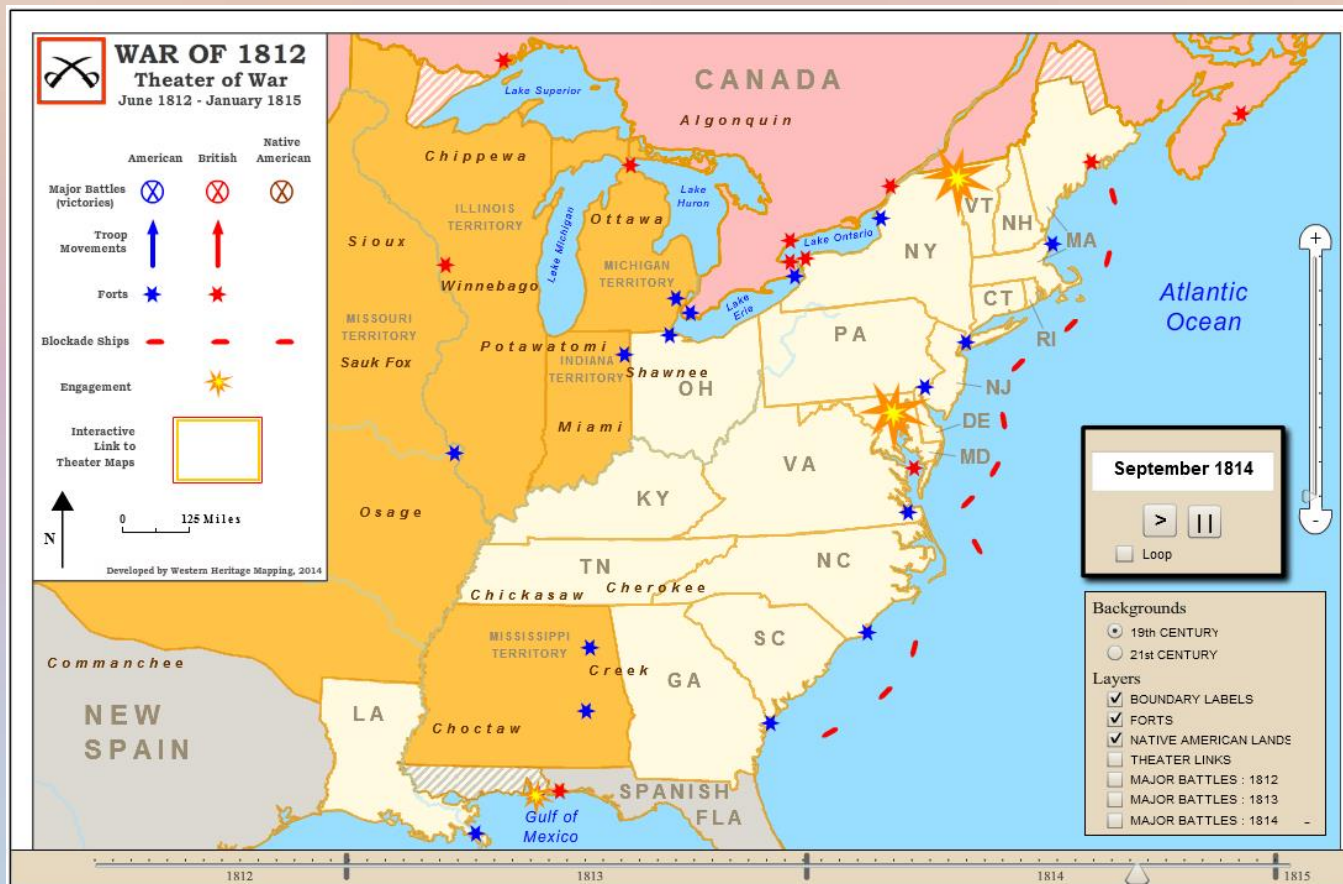 WAR OF 1812
Theater of War
June 1812 - January 1815
American
British
Native
American
Major Battles
(victories)
Troop
Movements
Forts
Blockade Ships
Engagement
Interactive
Link to
Theater Maps
N
0
125 Miles
Developed by Western Heritage Mapping, 2014
CANADA
Algonquin
Lake Superior
Chippewa
Lake
Huron
Ottawa
ILLINOIS
TERRITORY
Lake Michigan
Sioux
Winnebago
MICHIGAN
TERRITORY
Lake Ontario
Lake
Erie
NY
VT
NH
MA
CT
RI
Atlantic
Ocean
MISSOURI
TERRITORY
Sauk Fox
Potawatomi
INDIANA
TERRITORY
Shawnee
Miami
OH
PA
NJ
DE
MD
VA
KY
Osage
TN
Chickasaw
Cherokee
NC
SC
GA
MISSISSIPPI
TERRITORY
Creek
Choctaw
Commanchee
NEW
SPAIN
LA
SPANISH
FLA
Gulf of
Mexico
September 1814
+
-
>
||
Loop
Backgrounds
19th CENTURY
21st CENTURY
Layers
BOUNDARY LABELS
FORTS
NATIVE AMERICAN LANDS
THEATER LINKS
MAJOR BATTLES : 1812
MAJOR BATTLES : 1813
MAJOR BATTLES : 1814
1812
1813
1814
1815